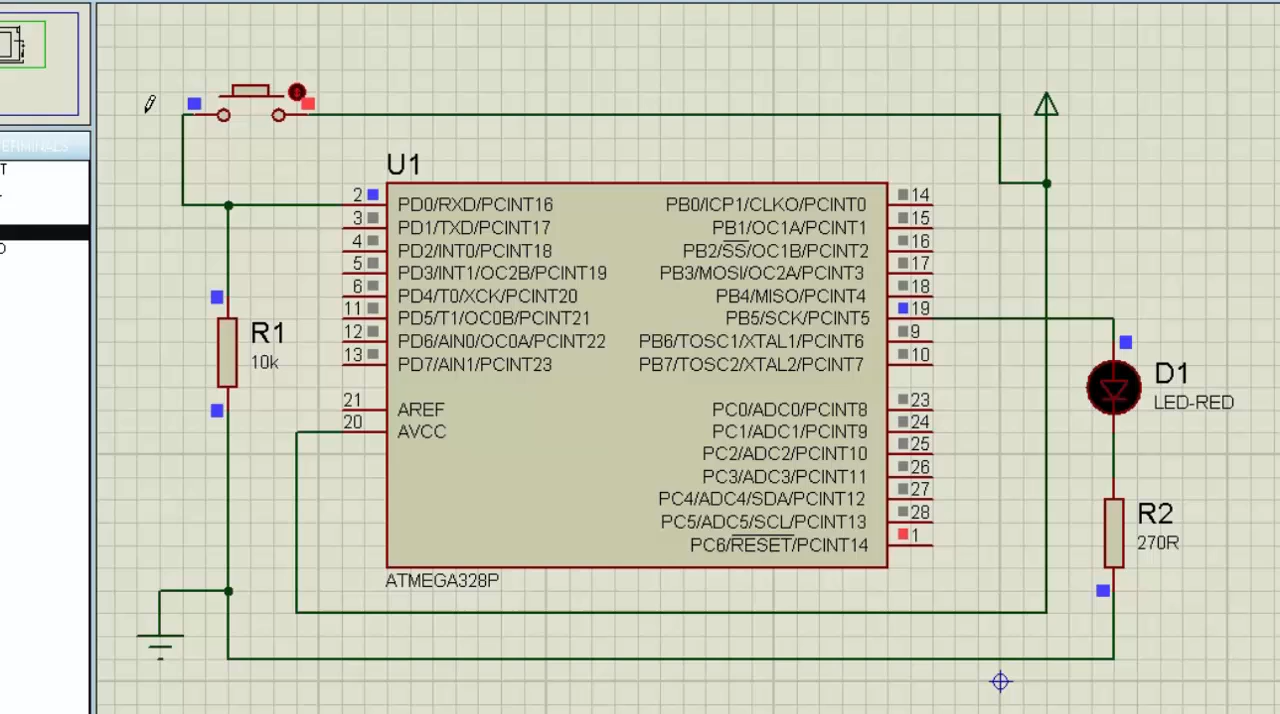 ERMINALS
T
O
U1
2
PD0/RXD/PCINT16
PB0/ICP1/CLKO/PCINT0
14
3
PD1/TXD/PCINT17
PB1/OC1A/PCINT1
15
4
PD2/INT0/PCINT18
PB2/SS/OC1B/PCINT2
16
5
PD3/INT1/OC2B/PCINT19
PB3/MOSI/OC2A/PCINT3
17
6
PD4/T0/XCK/PCINT20
PB4/MISO/PCINT4
18
11
PD5/T1/OC0B/PCINT21
PB5/SCK/PCINT5
19
12
PD6/AIN0/OC0A/PCINT22
PB6/TOSC1/XTAL1/PCINT6
9
13
PD7/AIN1/PCINT23
PB7/TOSC2/XTAL2/PCINT7
10
21
AREF
PC0/ADC0/PCINT8
23
20
AVCC
PC1/ADC1/PCINT9
24
PC2/ADC2/PCINT10
25
PC3/ADC3/PCINT11
26
PC4/ADC4/SDA/PCINT12
27
PC5/ADC5/SCL/PCINT13
28
PC6/RESET/PCINT14
1
ATMEGA328P
R1
10k
D1
LED-RED
R2
270R